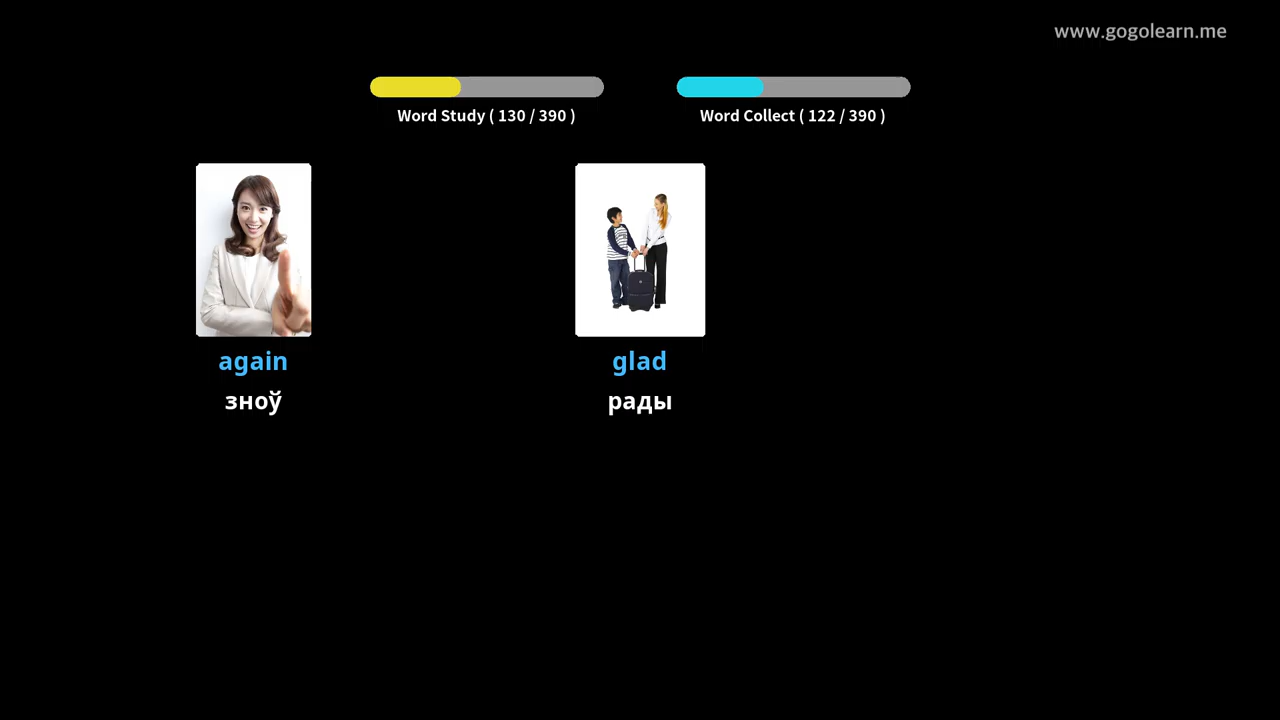 www.gogolearn.me
Word Study ( 130 / 390 )
Word Collect ( 122 / 390 )
again
зноў
glad
рады